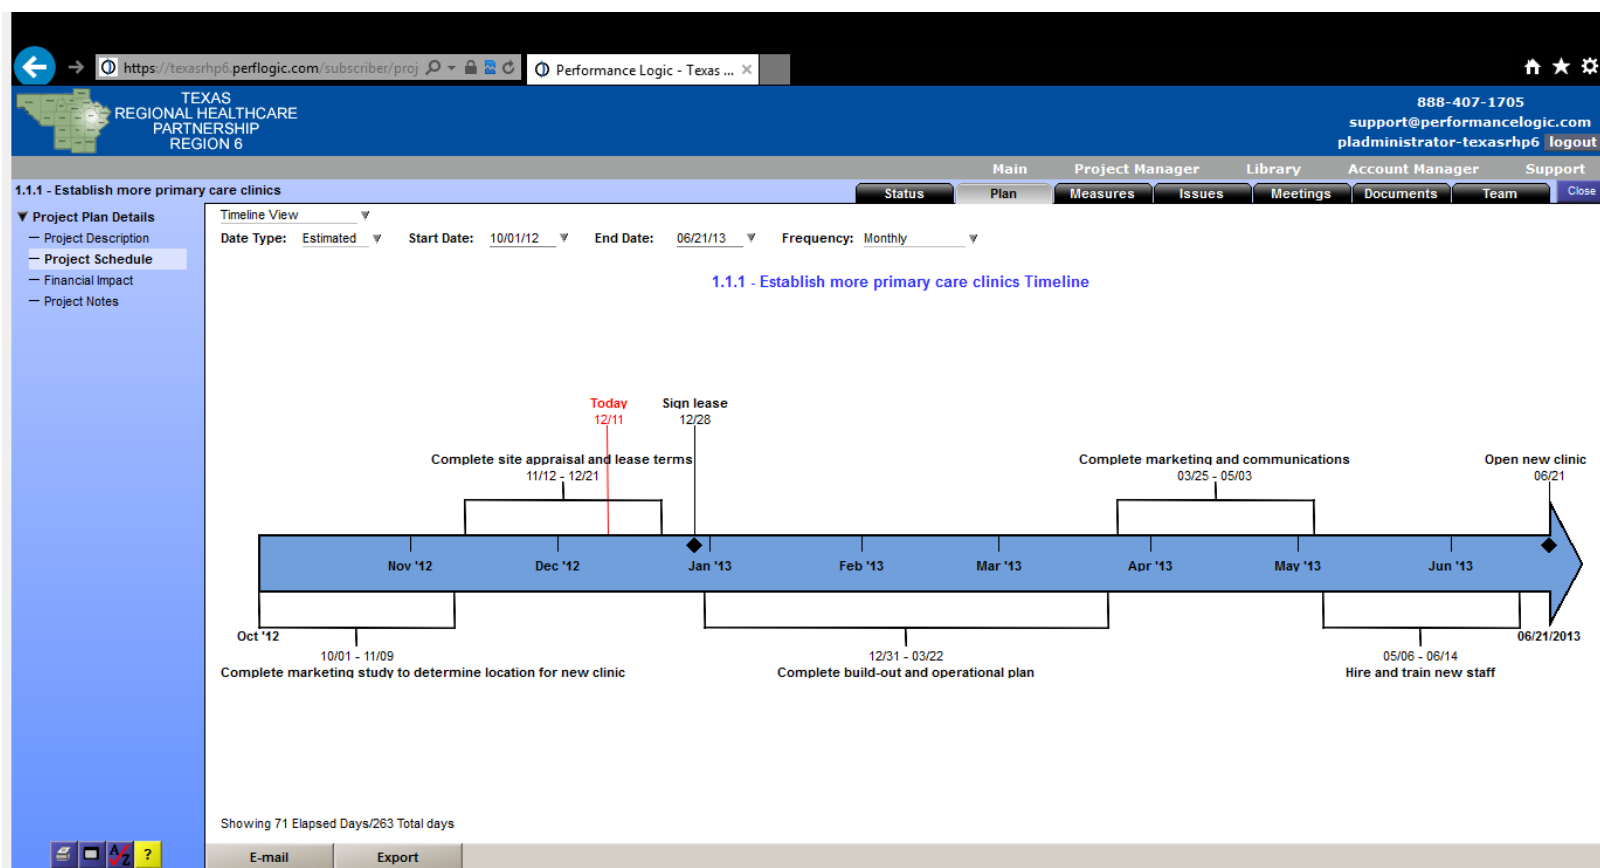 https://texasrhp6.perflogic.com/subscriber/proj
Performance Logic - Texas ...
TEXAS
REGIONAL HEALTHCARE
PARTNERSHIP
REGION 6
888-407-1705
support@performancelogic.com
pladministrator-texasrhp6 logout
Main Project Manager Library Account Manager Support
1.1.1 - Establish more primary care clinics
Status Plan Measures Issues Meetings Documents Team Close
Project Plan Details
Project Description
Project Schedule
Financial Impact
Project Notes
Timeline View
Date Type: Estimated Start Date: 10/01/12 End Date: 06/21/13 Frequency: Monthly
1.1.1 - Establish more primary care clinics Timeline
Today Sign lease
12/11 12/28
Complete site appraisal and lease terms Complete marketing and communications Open new clinic
11/12 - 12/21 03/25 - 05/03 06/21
Nov '12 Dec '12 Jan '13 Feb '13 Mar '13 Apr '13 May '13 Jun '13
Oct '12 06/21/2013
10/01 - 11/09 12/31 - 03/22 05/06 - 06/14
Complete marketing study to determine location for new clinic Complete build-out and operational plan Hire and train new staff
Showing 71 Elapsed Days/263 Total days
A Z ?
E-mail Export